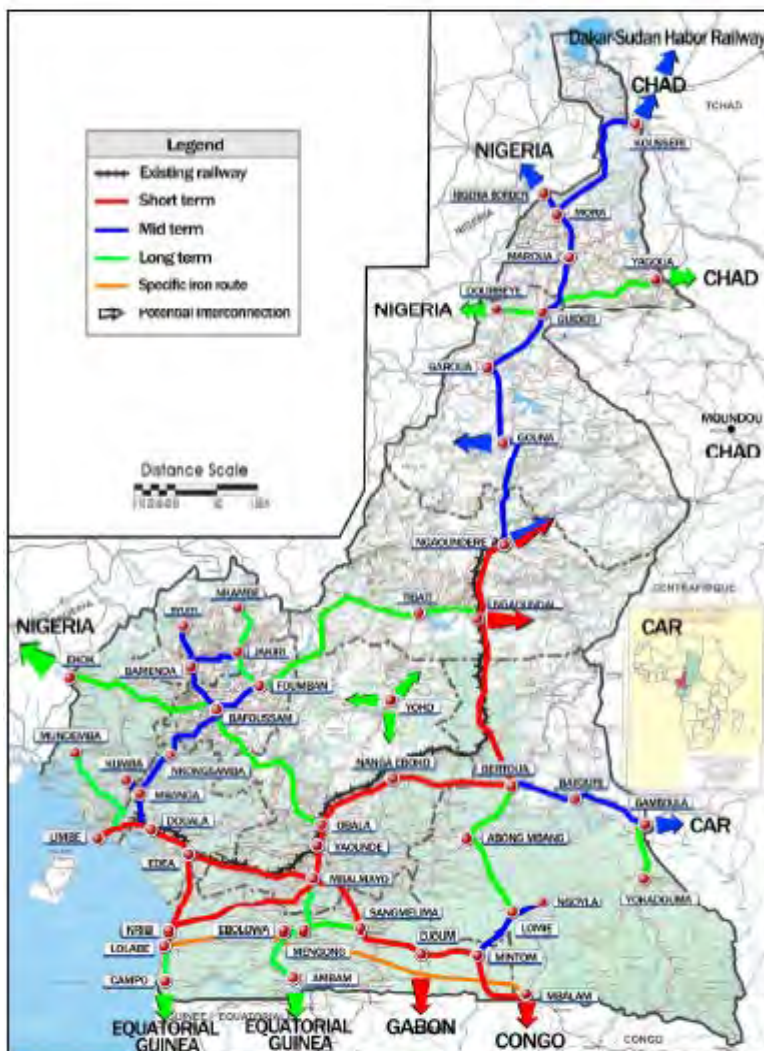 Dakar-Sudan Habor Railway
CHAD
TCHAD
KOUSSERI
NIGERIA
NIGERIA BORDER
NIGERIA
MORA
MAROUA
YAGOUA
CHAD
DOURBEYE
NIGERIA
GUIDER
GAROUA
MOUNDOU
CHAD
GOUNA
Legend
Existing railway
Short term
Mid term
Long term
Specific iron route
Potential interconnection
Distance Scale
NGAOUNDERE
CENTRAFRIQUE
NKAMBE
TIBATI
NGAOUNDAL
NIGERIA
JAKIRI
CAR
EKOK
BAMENDA
FOUMBAN
YOKO
BAFOUSSAM
MUNDEMBA
NKONGSAMBA
NANGA EBOKO
BERTOUA
KUMBA
MBANGA
BATOURI
GAMBOULA
CAR
DOUALA
OBALA
LIMBE
ABONG MBANG
YAOUNDE
EDEA
MBALMAYO
YOKADOUMA
NGOYLA
SANGMELIMA
LOMIE
KRIBI
EBOLOWA
LOLABE
DJOUM
MENGONG
MINTOM
CAMPO
AMBAM
MBALAM
EQUATORIAL
GUINEA
EQUATORIAL
GUINEA
GABON
CONGO
CONGO